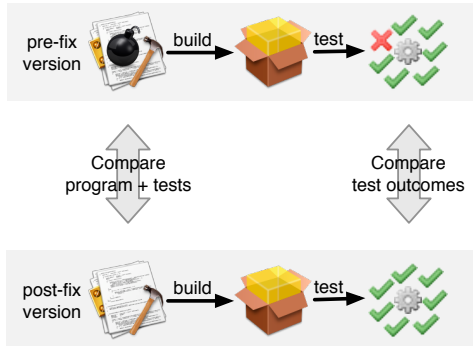 pre-fix
version
build
test
Compare
program + tests
Compare
test outcomes
post-fix
version
build
test